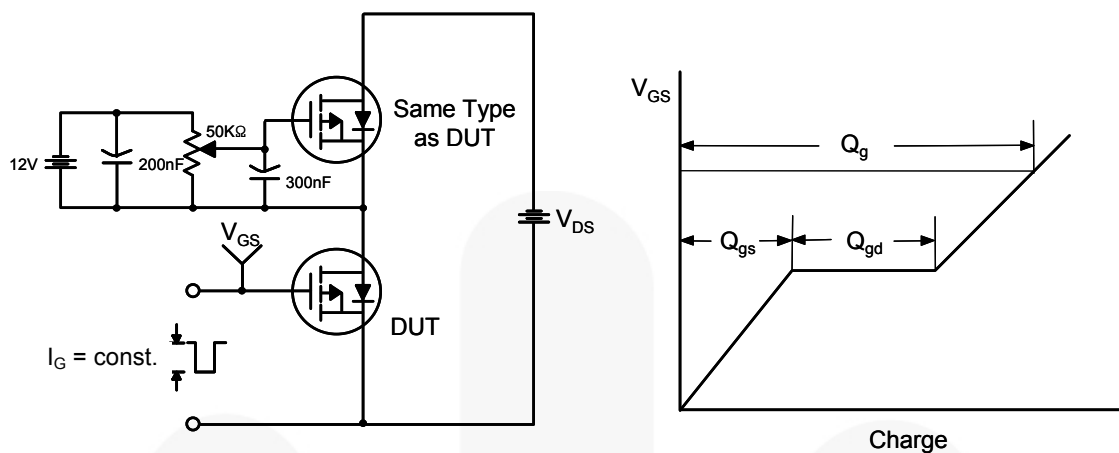 Same Type
as DUT
12V
200nF
50KΩ
300nF
V_GS
V_DS
DUT
I_G = const.
V_GS
Q_g
Q_gs
Q_gd
Charge